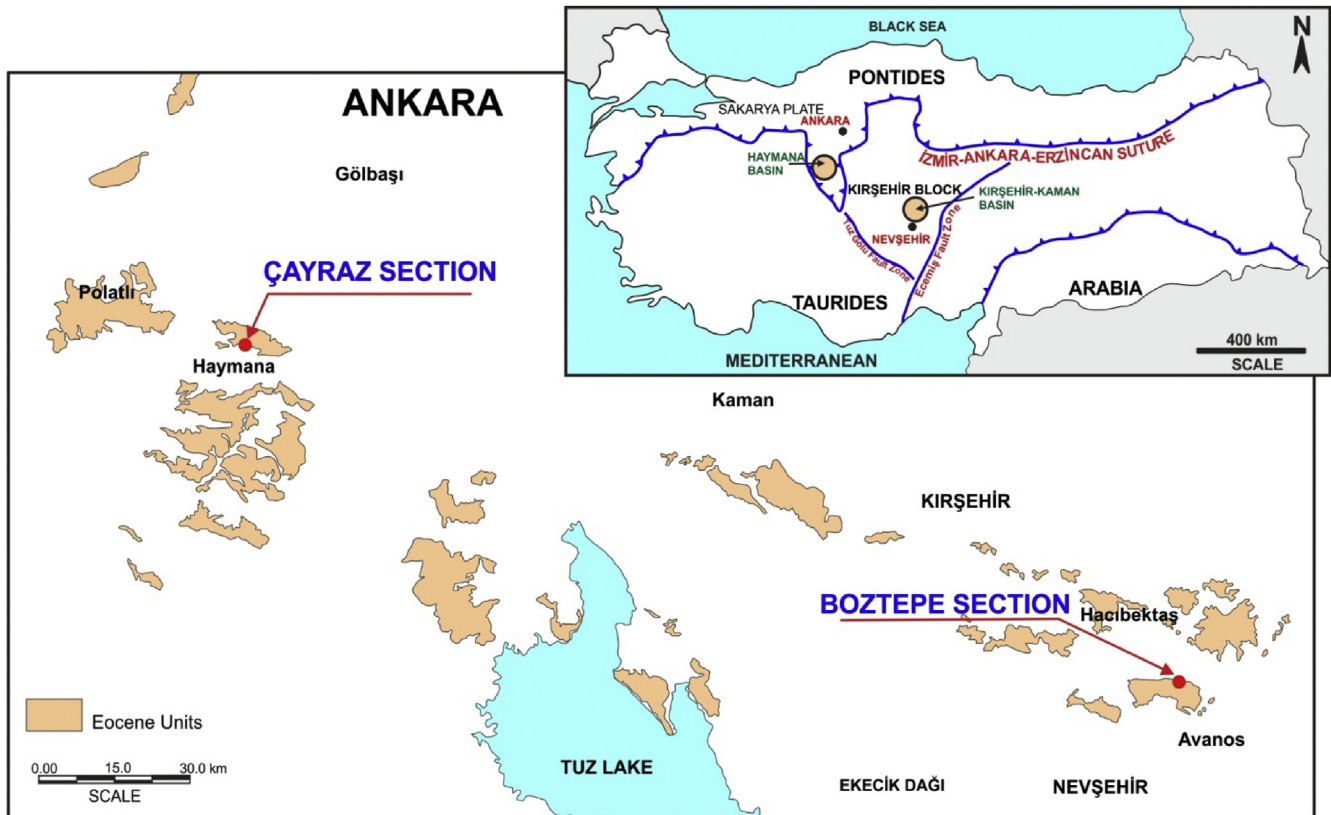 BLACK SEA
N
PONTIDES
SAKARYA PLATE
ANKARA
İZMİR-ANKARA-ERZİNCAN SUTURE
HAYMANA
BASIN
KIRŞEHİR BLOCK
KIRŞEHİR-KAMAN
BASIN
NEVŞEHİR
Tuz Gölü Fault Zone
Ecemiş Fault Zone
TAURIDES
ARABIA
MEDITERRANEAN
400 km
SCALE
ANKARA
Gölbaşı
ÇAYRAZ SECTION
Polatlı
Haymana
Kaman
KIRŞEHİR
BOZTEPE SECTION
Hacıbektaş
Avanos
TUZ LAKE
EKECİK DAĞI
NEVŞEHİR
Eocene Units
0.00 15.0 30.0 km
SCALE